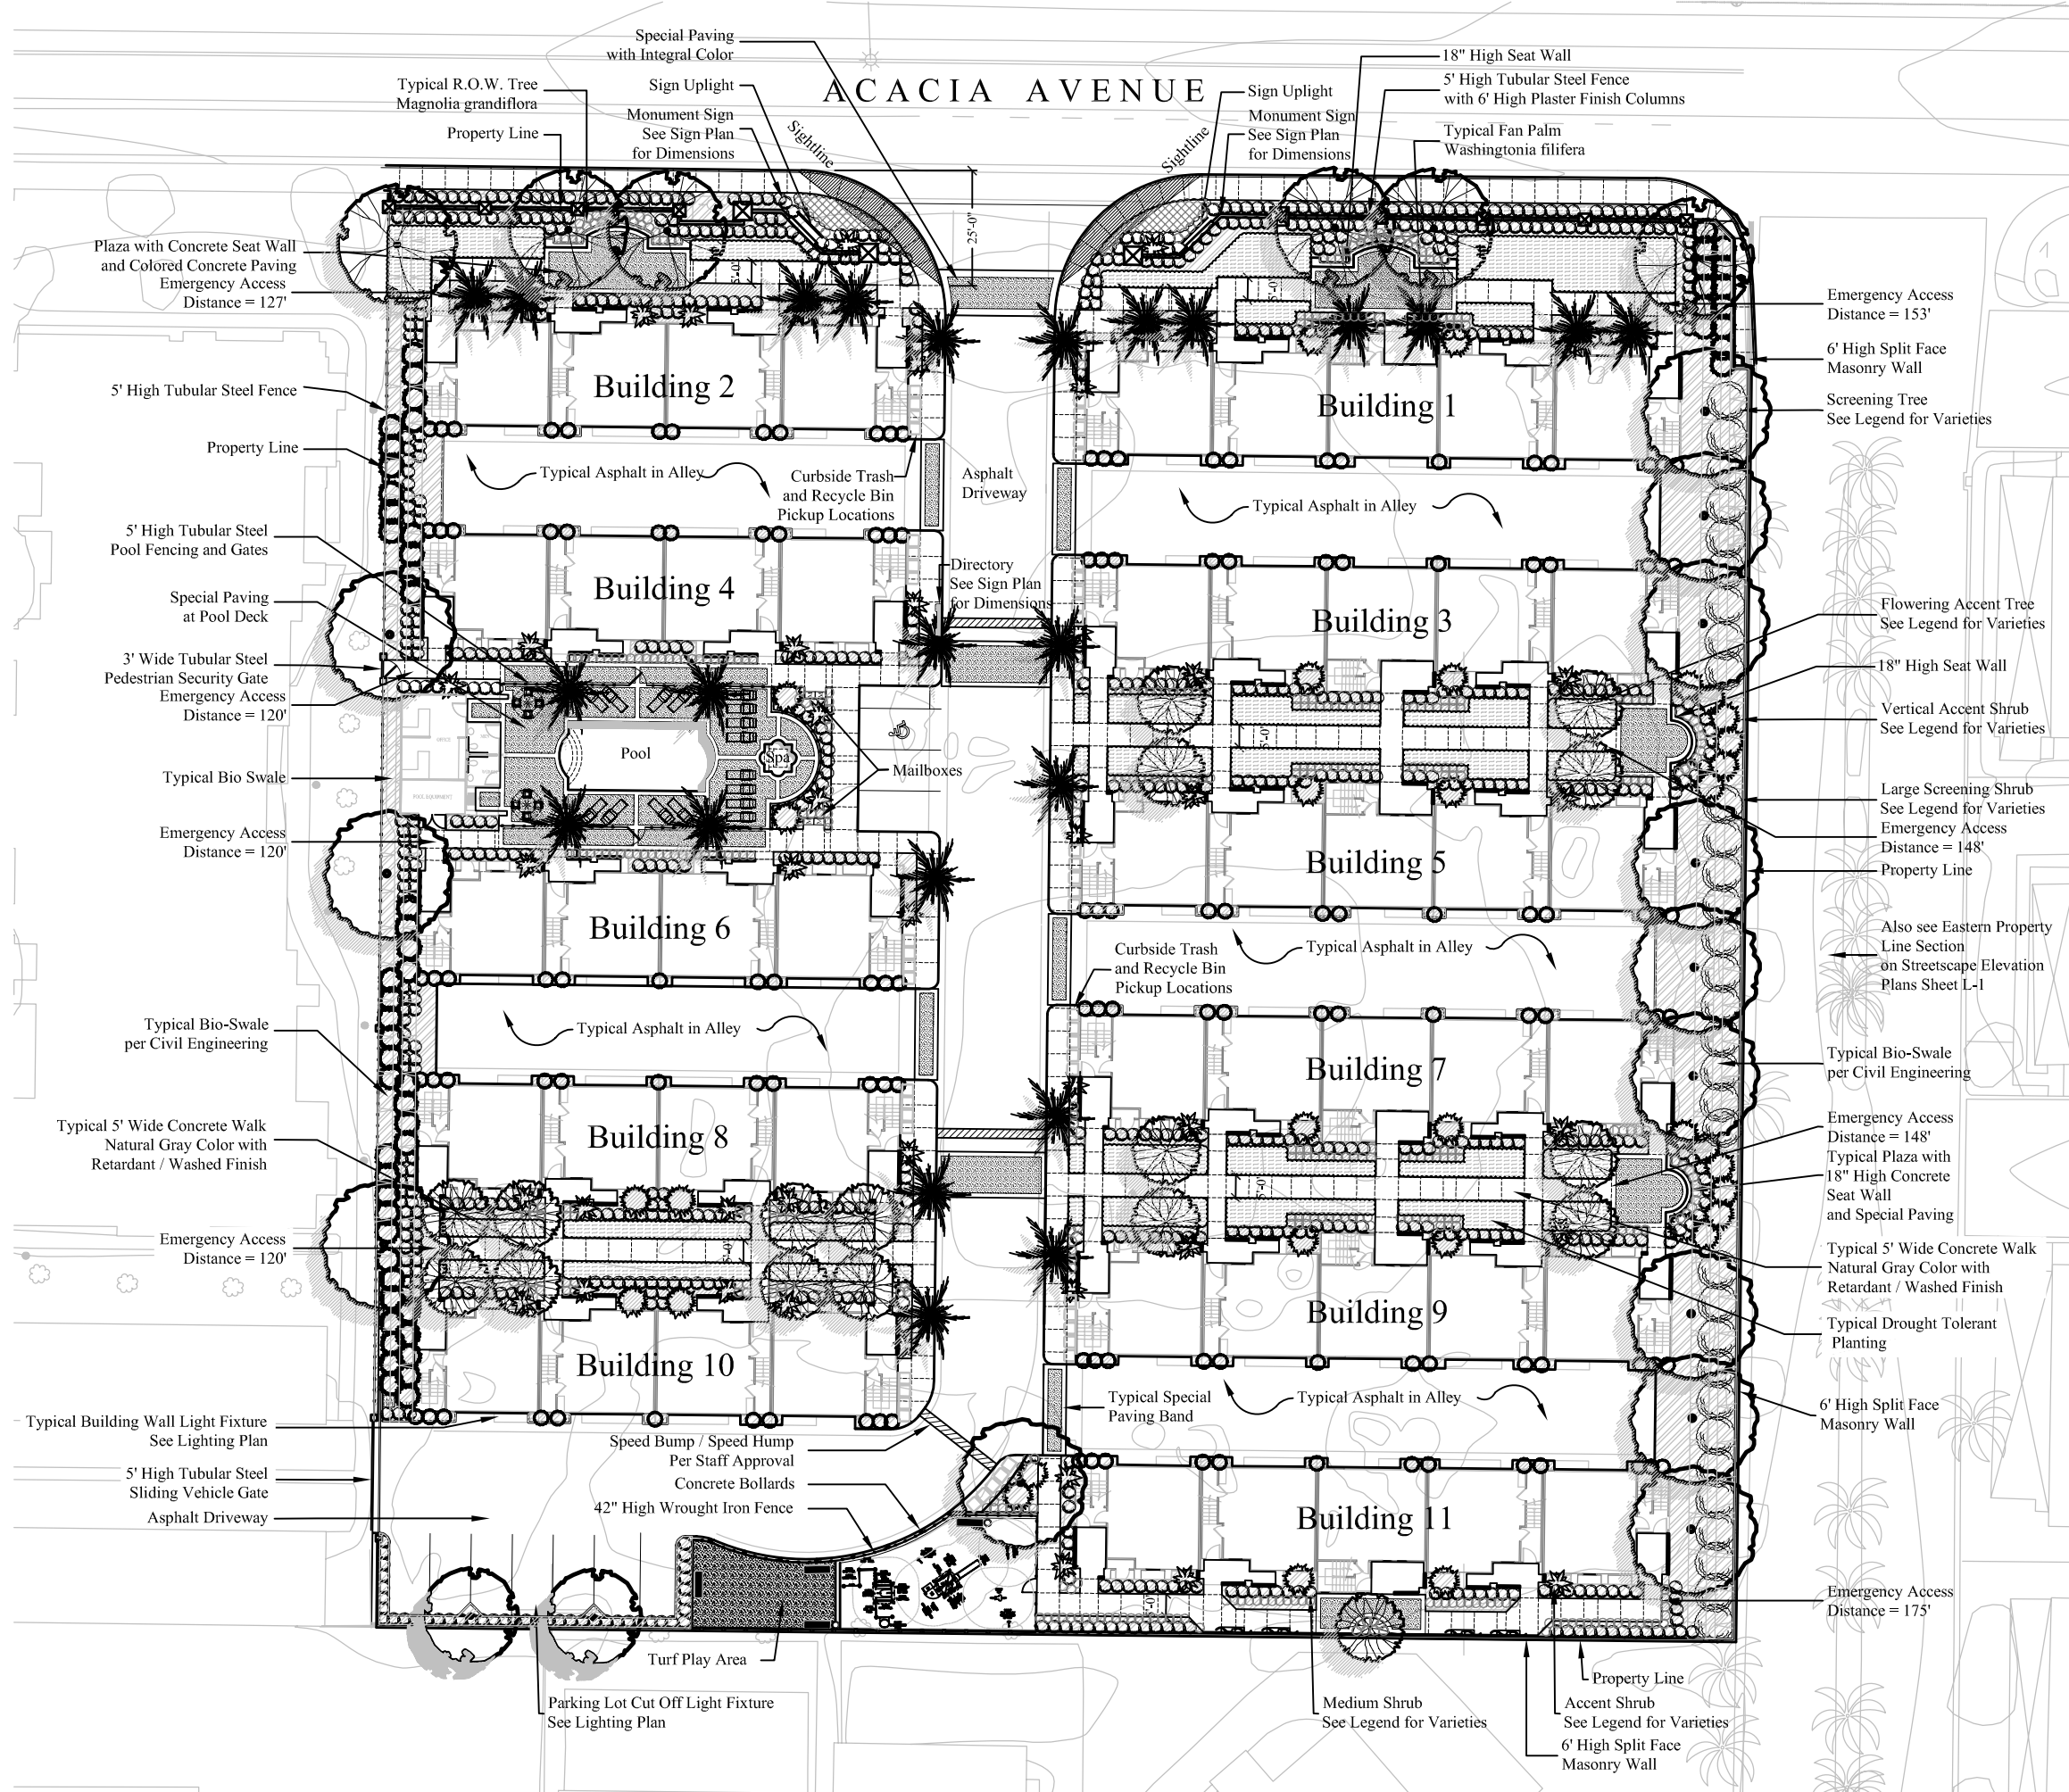 ACACIA AVENUE
Special Paving
with Integral Color
Typical R.O.W. Tree
Magnolia grandiflora
Sign Uplight
Property Line
Monument Sign
See Sign Plan
for Dimensions
Sightline
25'-0"
Sightline
Sign Uplight
Monument Sign
See Sign Plan
for Dimensions
18" High Seat Wall
5' High Tubular Steel Fence
with 6' High Plaster Finish Columns
Typical Fan Palm
Washingtonia filifera
Plaza with Concrete Seat Wall
and Colored Concrete Paving
Emergency Access
Distance = 127'
5'-0"
5'-0"
Emergency Access
Distance = 153'
6' High Split Face
Masonry Wall
Screening Tree
See Legend for Varieties
5' High Tubular Steel Fence
Building 2
Building 1
Property Line
Typical Asphalt in Alley
Curbside Trash
and Recycle Bin
Pickup Locations
Asphalt
Driveway
Typical Asphalt in Alley
5' High Tubular Steel
Pool Fencing and Gates
Special Paving
at Pool Deck
Building 4
Directory
See Sign Plan
for Dimensions
Building 3
Flowering Accent Tree
See Legend for Varieties
3' Wide Tubular Steel
Pedestrian Security Gate
Emergency Access
Distance = 120'
18" High Seat Wall
Vertical Accent Shrub
See Legend for Varieties
OFFICE
Pool
Spa
5'-0"
Mailboxes
Typical Bio Swale
POOL EQUIPMENT
Large Screening Shrub
See Legend for Varieties
Emergency Access
Distance = 148'
Emergency Access
Distance = 120'
Building 5
Property Line
Building 6
Also see Eastern Property
Line Section
on Streetscape Elevation
Plans Sheet L-1
Curbside Trash
and Recycle Bin
Pickup Locations
Typical Asphalt in Alley
Typical Bio-Swale
per Civil Engineering
Typical Asphalt in Alley
Building 7
Typical Bio-Swale
per Civil Engineering
Typical 5' Wide Concrete Walk
Natural Gray Color with
Retardant / Washed Finish
Building 8
Emergency Access
Distance = 148'
Typical Plaza with
18" High Concrete
Seat Wall
and Special Paving
5'-0"
Emergency Access
Distance = 120'
5'-0"
Typical 5' Wide Concrete Walk
Natural Gray Color with
Retardant / Washed Finish
Building 9
Typical Drought Tolerant
Planting
Building 10
Typical Special
Paving Band
Typical Asphalt in Alley
6' High Split Face
Masonry Wall
Typical Building Wall Light Fixture
See Lighting Plan
Speed Bump / Speed Hump
Per Staff Approval
5' High Tubular Steel
Sliding Vehicle Gate
Concrete Bollards
42" High Wrought Iron Fence
Asphalt Driveway
Building 11
Emergency Access
Distance = 175'
5'-0"
Turf Play Area
Property Line
Parking Lot Cut Off Light Fixture
See Lighting Plan
Medium Shrub
See Legend for Varieties
Accent Shrub
See Legend for Varieties
6' High Split Face
Masonry Wall